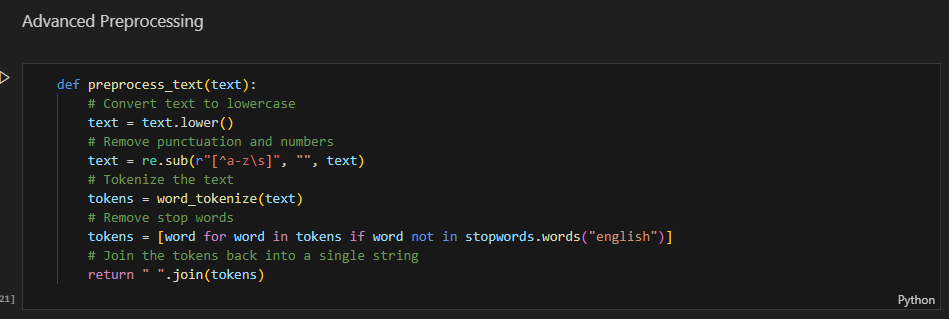 Advanced Preprocessing
def preprocess_text(text):
    # Convert text to lowercase
    text = text.lower()
    # Remove punctuation and numbers
    text = re.sub(r"[^a-z\s]", "", text)
    # Tokenize the text
    tokens = word_tokenize(text)
    # Remove stop words
    tokens = [word for word in tokens if word not in stopwords.words("english")]
    # Join the tokens back into a single string
    return " ".join(tokens)
21]
Python